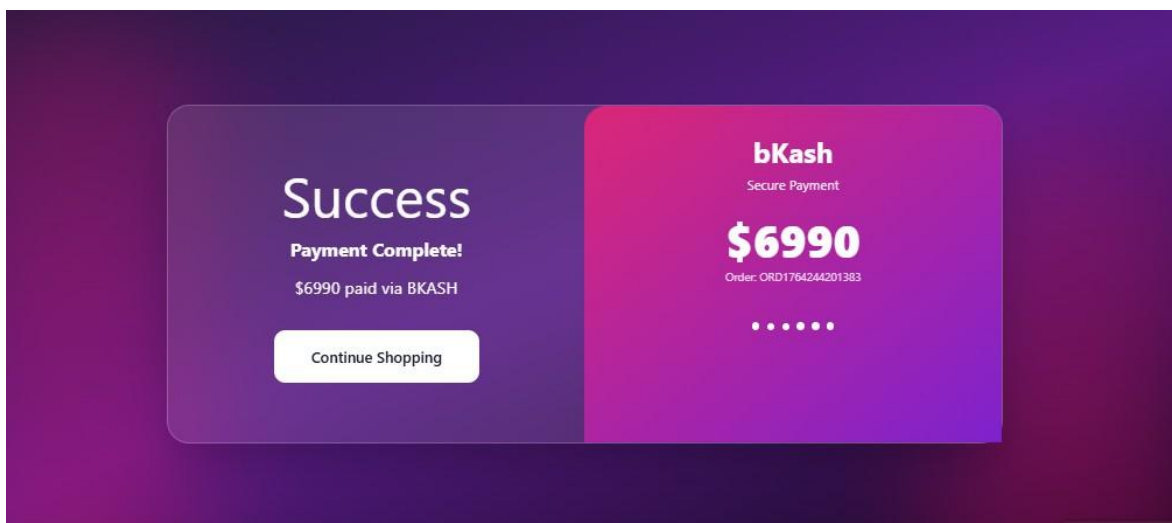 Success
Payment Complete!
$6990 paid via BKASH
Continue Shopping
bKash
Secure Payment
$6990
Order: ORD1764244201383